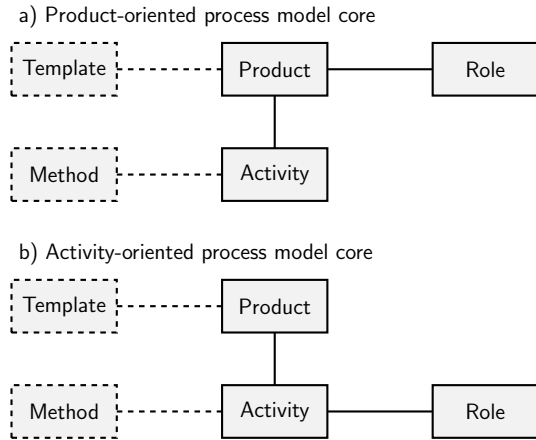 a) Product-oriented process model core
Template Product Role
Method Activity
b) Activity-oriented process model core
Template Product
Method Activity Role